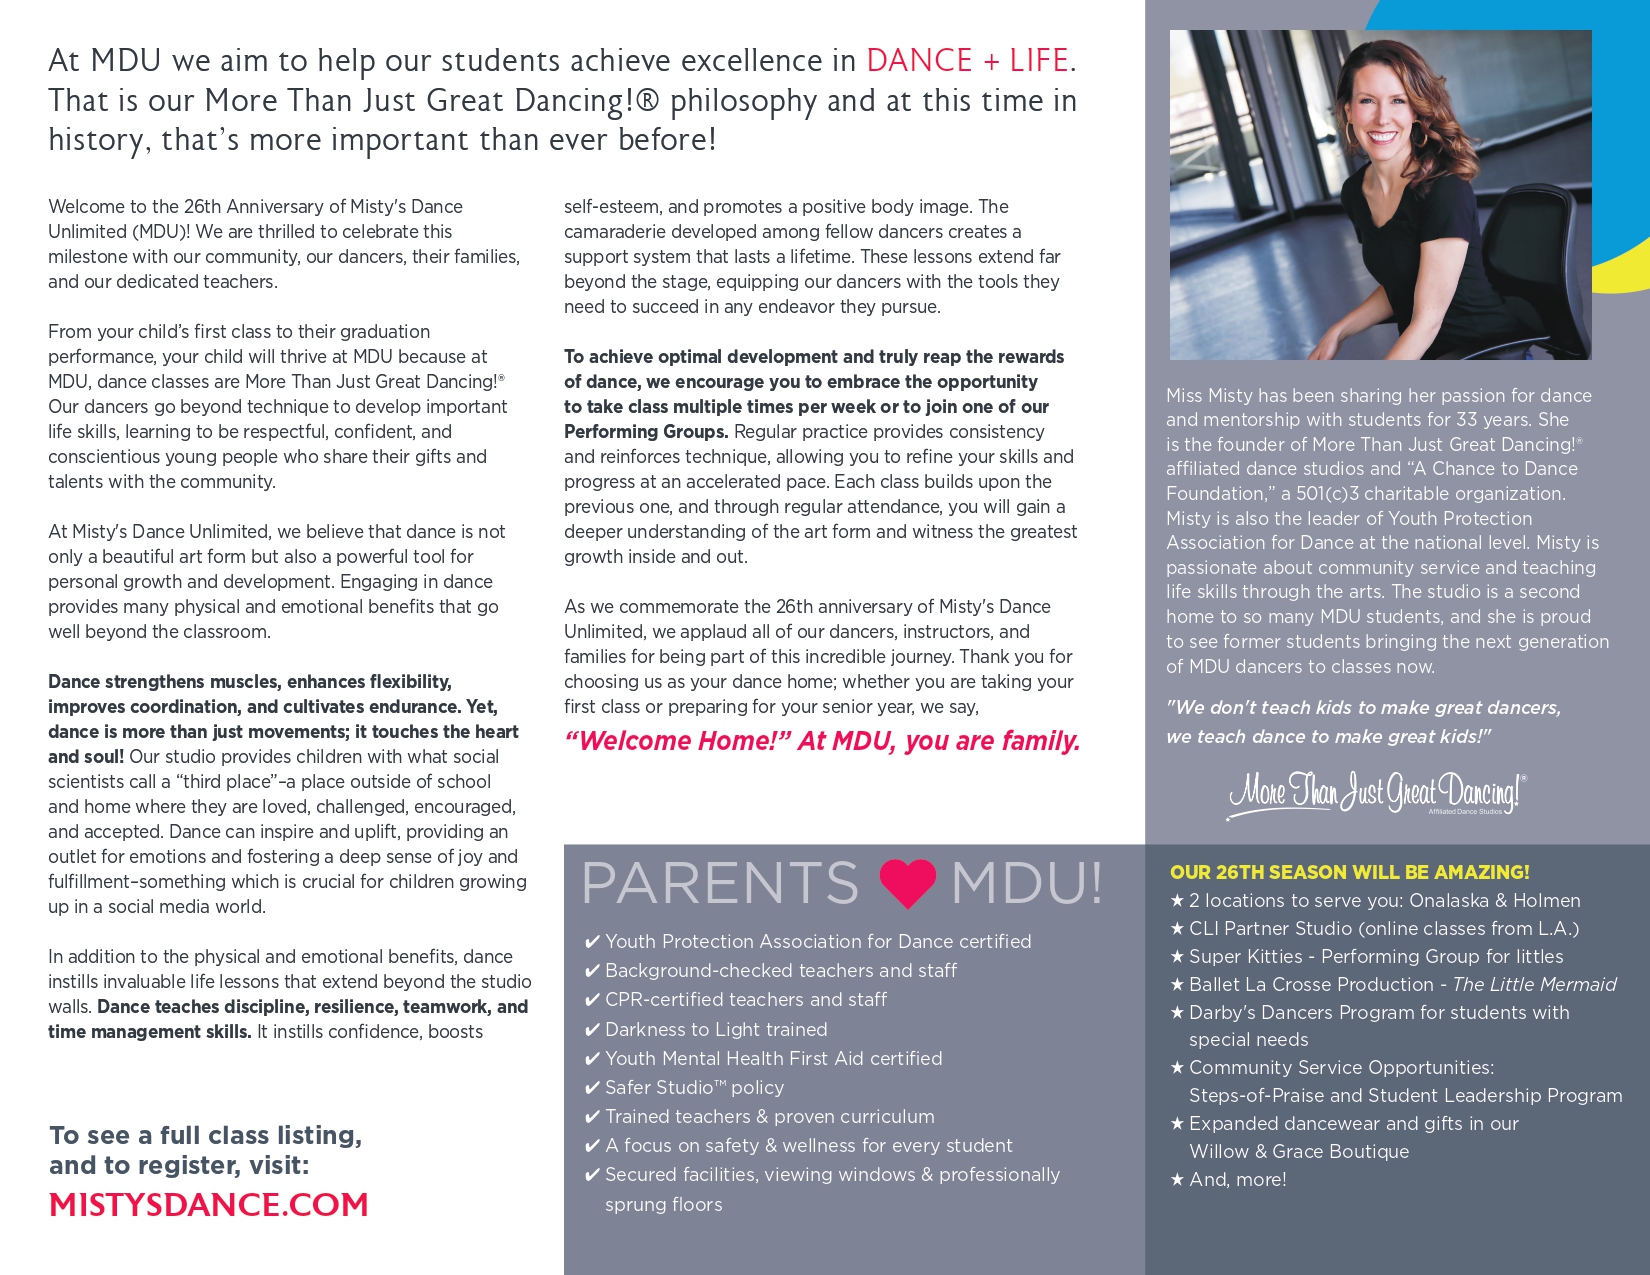 At MDU we aim to help our students achieve excellence in DANCE + LIFE.
That is our More Than Just Great Dancing!® philosophy and at this time in
history, that's more important than ever before!
Welcome to the 26th Anniversary of Misty's Dance
Unlimited (MDU)! We are thrilled to celebrate this
milestone with our community, our dancers, their families,
and our dedicated teachers.
From your child's first class to their graduation
performance, your child will thrive at MDU because at
MDU, dance classes are More Than Just Great Dancing!®
Our dancers go beyond technique to develop important
life skills, learning to be respectful, confident, and
conscientious young people who share their gifts and
talents with the community.
At Misty's Dance Unlimited, we believe that dance is not
only a beautiful art form but also a powerful tool for
personal growth and development. Engaging in dance
provides many physical and emotional benefits that go
well beyond the classroom.
Dance strengthens muscles, enhances flexibility,
improves coordination, and cultivates endurance. Yet,
dance is more than just movements; it touches the heart
and soul! Our studio provides children with what social
scientists call a “third place”–a place outside of school
and home where they are loved, challenged, encouraged,
and accepted. Dance can inspire and uplift, providing an
outlet for emotions and fostering a deep sense of joy and
fulfillment–something which is crucial for children growing
up in a social media world.
In addition to the physical and emotional benefits, dance
instills invaluable life lessons that extend beyond the studio
walls. Dance teaches discipline, resilience, teamwork, and
time management skills. It instills confidence, boosts
self-esteem, and promotes a positive body image. The
camaraderie developed among fellow dancers creates a
support system that lasts a lifetime. These lessons extend far
beyond the stage, equipping our dancers with the tools they
need to succeed in any endeavor they pursue.
To achieve optimal development and truly reap the rewards
of dance, we encourage you to embrace the opportunity
to take class multiple times per week or to join one of our
Performing Groups. Regular practice provides consistency
and reinforces technique, allowing you to refine your skills and
progress at an accelerated pace. Each class builds upon the
previous one, and through regular attendance, you will gain a
deeper understanding of the art form and witness the greatest
growth inside and out.
As we commemorate the 26th anniversary of Misty's Dance
Unlimited, we applaud all of our dancers, instructors, and
families for being part of this incredible journey. Thank you for
choosing us as your dance home; whether you are taking your
first class or preparing for your senior year, we say,
“Welcome Home!” At MDU, you are family.
To see a full class listing,
and to register, visit:
MISTYSDANCE.COM
PARENTS ♥ MDU!
✔ Youth Protection Association for Dance certified
✔ Background-checked teachers and staff
✔ CPR-certified teachers and staff
✔ Darkness to Light trained
✔ Youth Mental Health First Aid certified
✔ Safer Studio™ policy
✔ Trained teachers & proven curriculum
✔ A focus on safety & wellness for every student
✔ Secured facilities, viewing windows & professionally
sprung floors
Miss Misty has been sharing her passion for dance
and mentorship with students for 33 years. She
is the founder of More Than Just Great Dancing!®
affiliated dance studios and “A Chance to Dance
Foundation,” a 501(c)3 charitable organization.
Misty is also the leader of Youth Protection
Association for Dance at the national level. Misty is
passionate about community service and teaching
life skills through the arts. The studio is a second
home to so many MDU students, and she is proud
to see former students bringing the next generation
of MDU dancers to classes now.
"We don't teach kids to make great dancers,
we teach dance to make great kids!"
More Than Just Great Dancing!®
Affiliated Dance Studios
OUR 26TH SEASON WILL BE AMAZING!
★ 2 locations to serve you: Onalaska & Holmen
★ CLI Partner Studio (online classes from L.A.)
★ Super Kitties - Performing Group for littles
★ Ballet La Crosse Production - The Little Mermaid
★ Darby's Dancers Program for students with
special needs
★ Community Service Opportunities:
Steps-of-Praise and Student Leadership Program
★ Expanded dancewear and gifts in our
Willow & Grace Boutique
★ And, more!